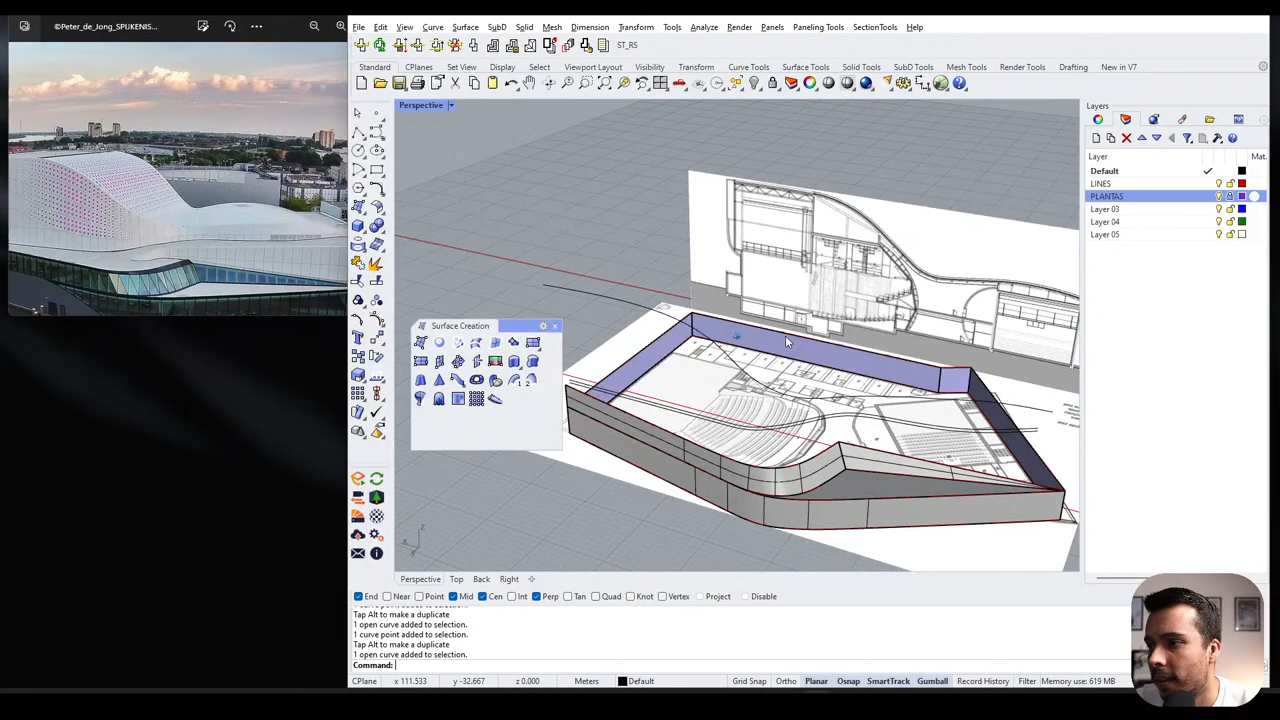 ©Peter_de_Jong_SPIJKENIS...
File Edit View Curve Surface SubD Solid Mesh Dimension Transform Tools Analyze Render Panels Paneling Tools SectionTools Help
ST_RS
Standard CPlanes Set View Display Select Viewport Layout Visibility Transform Curve Tools Surface Tools Solid Tools SubD Tools Mesh Tools Render Tools Drafting New in V7
Perspective
Layers
Layer Mat.
Default
LINES
PLANTAS
Layer 03
Layer 04
Layer 05
Surface Creation
Perspective Top Back Right
End Near Point Mid Cen Int Perp Tan Quad Knot Vertex Project Disable
Tap Alt to make a duplicate
1 open curve added to selection.
1 curve point added to selection.
Tap Alt to make a duplicate
1 open curve added to selection.
Command:
CPlane x 111.533 y -32.667 z 0.000 Meters Default Grid Snap Ortho Planar Osnap SmartTrack Gumball Record History Filter Memory use: 619 MB